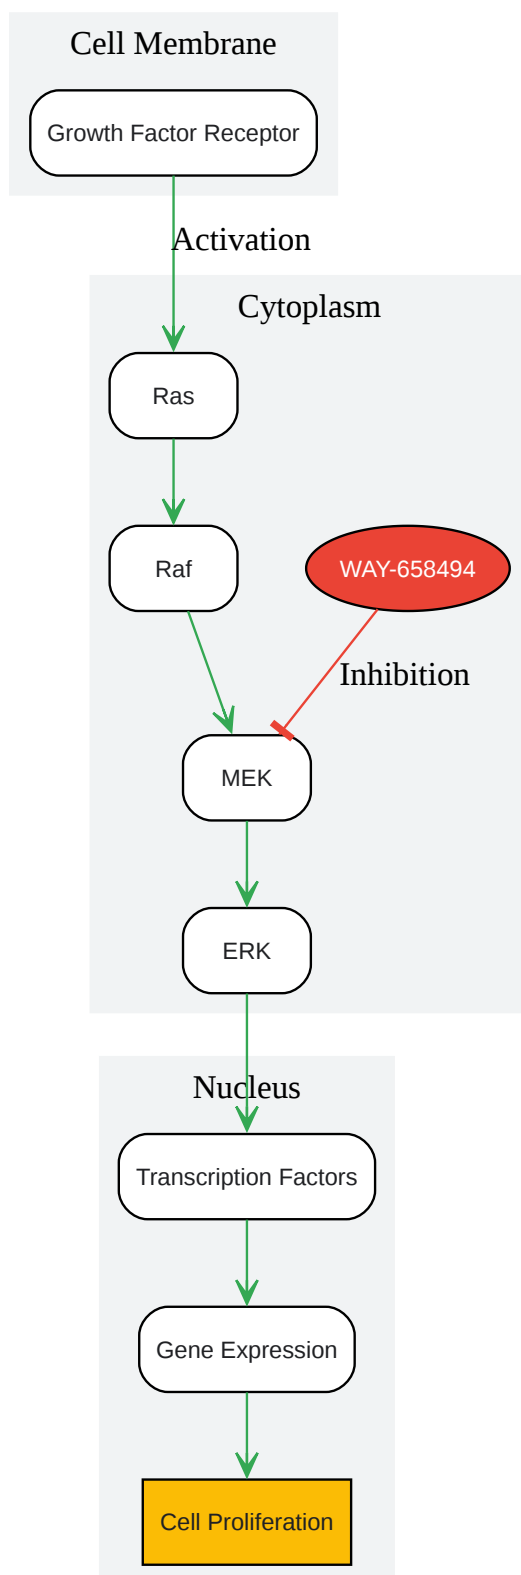 Cell Membrane
Growth Factor Receptor
Activation
Cytoplasm
Ras
Raf
WAY-658494
Inhibition
MEK
ERK
Nucleus
Transcription Factors
Gene Expression
Cell Proliferation